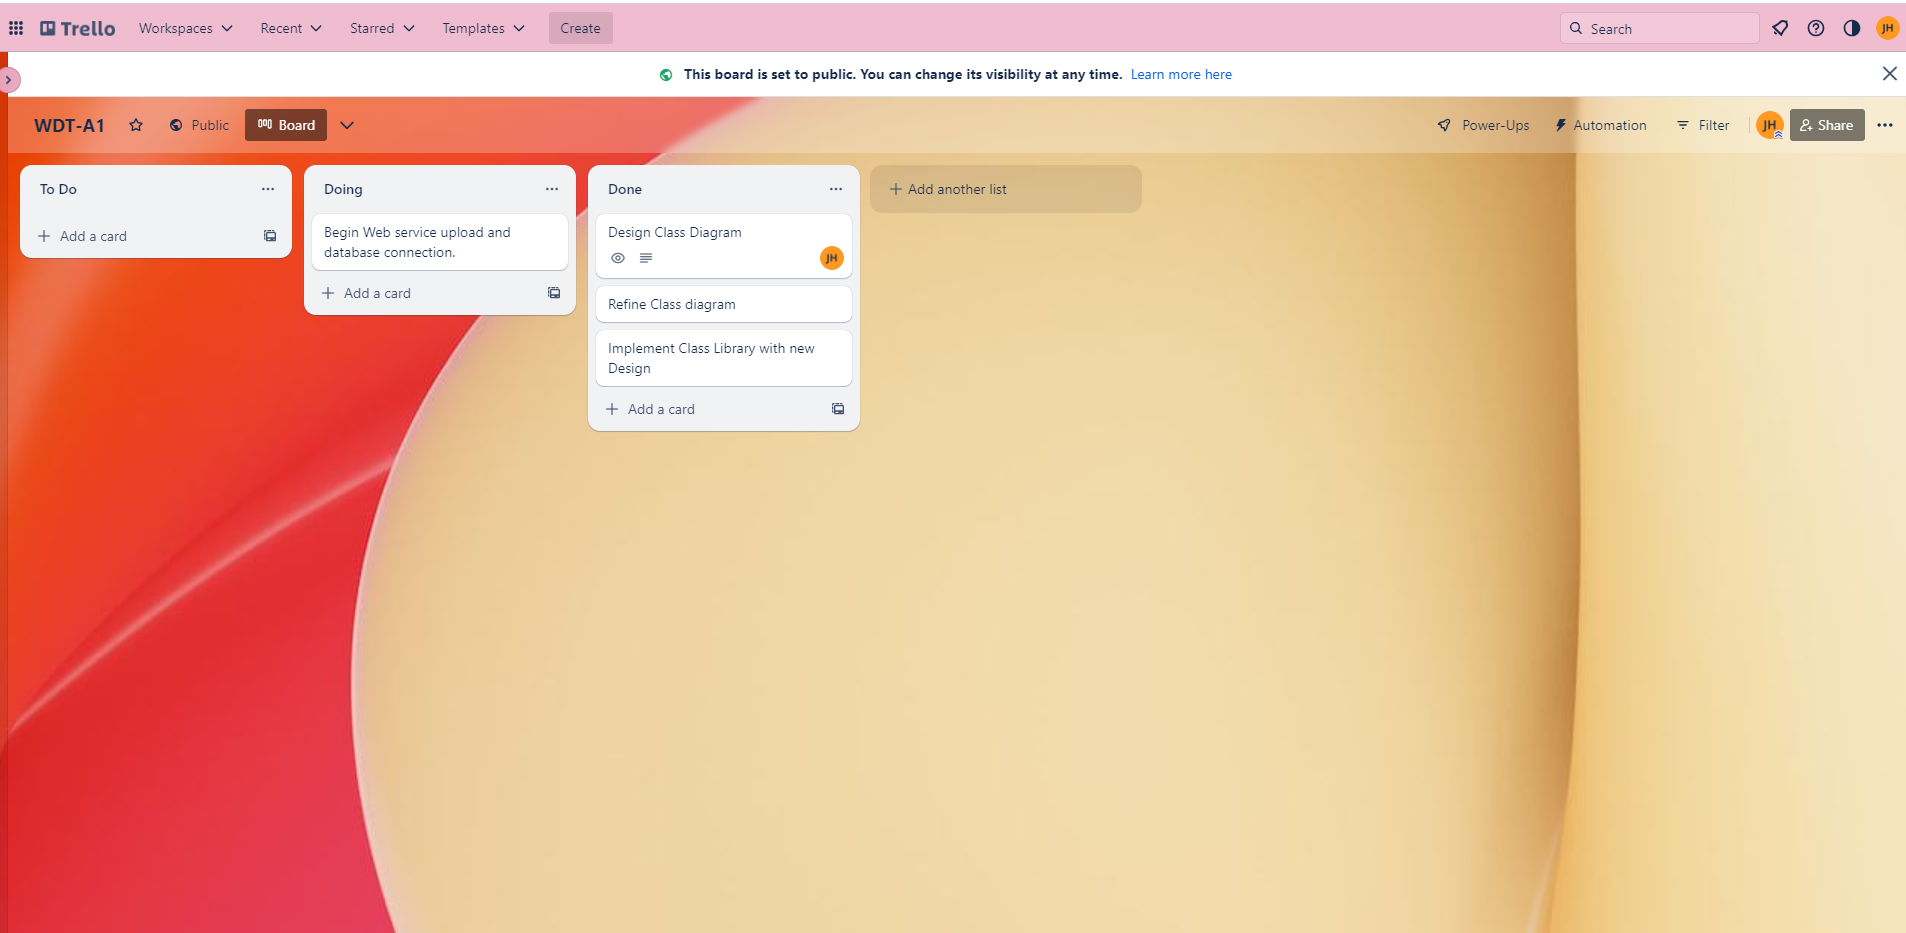 Trello Workspaces Recent Starred Templates Create Search JH
This board is set to public. You can change its visibility at any time. Learn more here
WDT-A1 Public Board Power-Ups Automation Filter JH Share
To Do
Add a card
Doing
Begin Web service upload and
database connection.
Add a card
Done
Design Class Diagram
JH
Refine Class diagram
Implement Class Library with new
Design
Add a card
Add another list